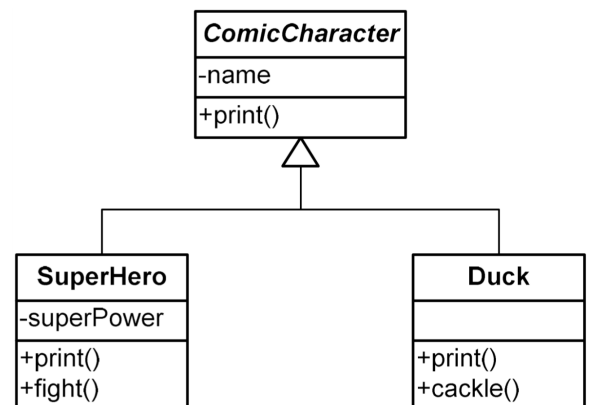 ComicCharacter
-name
+print()
SuperHero
-superPower
+print()
+fight()
Duck
+print()
+cackle()